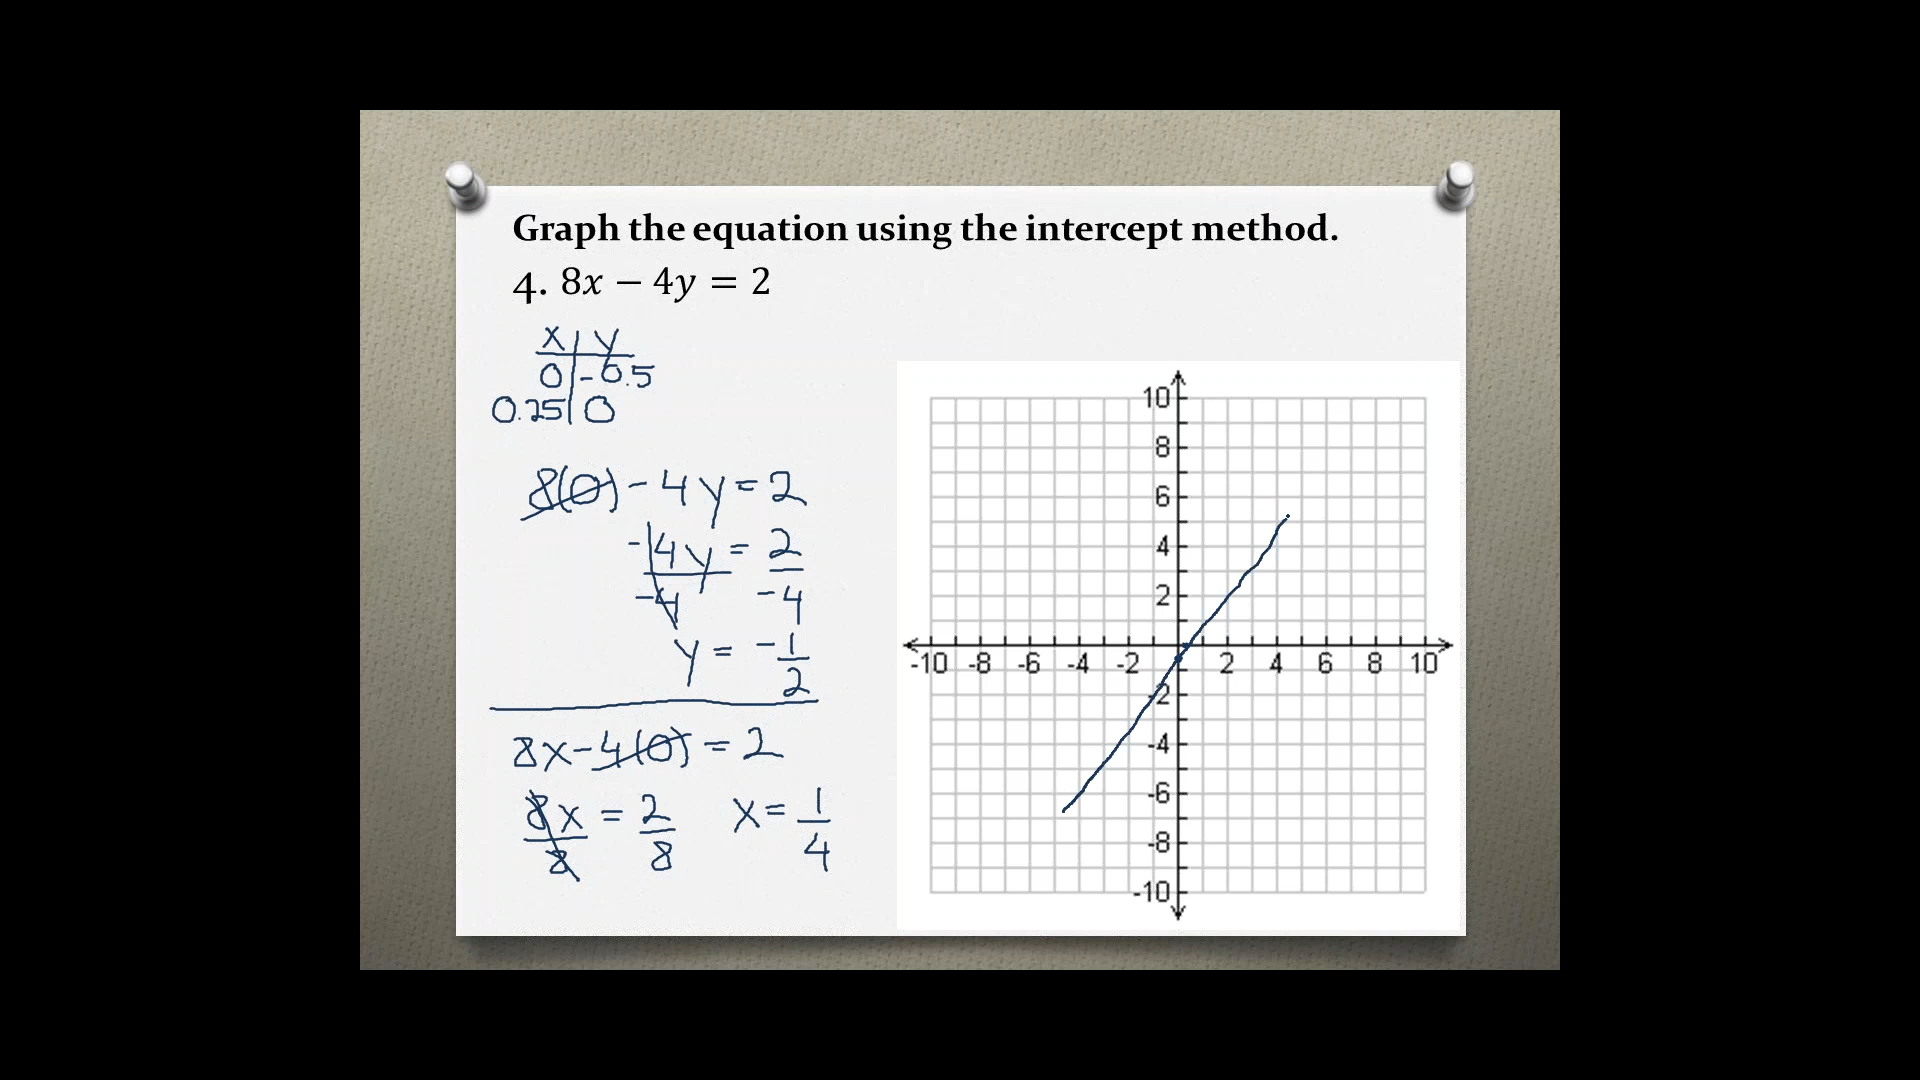 Graph the equation using the intercept method.
4. 8x − 4y = 2
x | y
0 | -0.5
0.25 | 0
8(0) - 4y = 2
-4y = 2
-4 -4
y = -1/2
8x - 4(0) = 2
8x = 2 x = 1
8 8 4
10
8
6
4
2
-10 -8 -6 -4 -2 2 4 6 8 10
-2
-4
-6
-8
-10